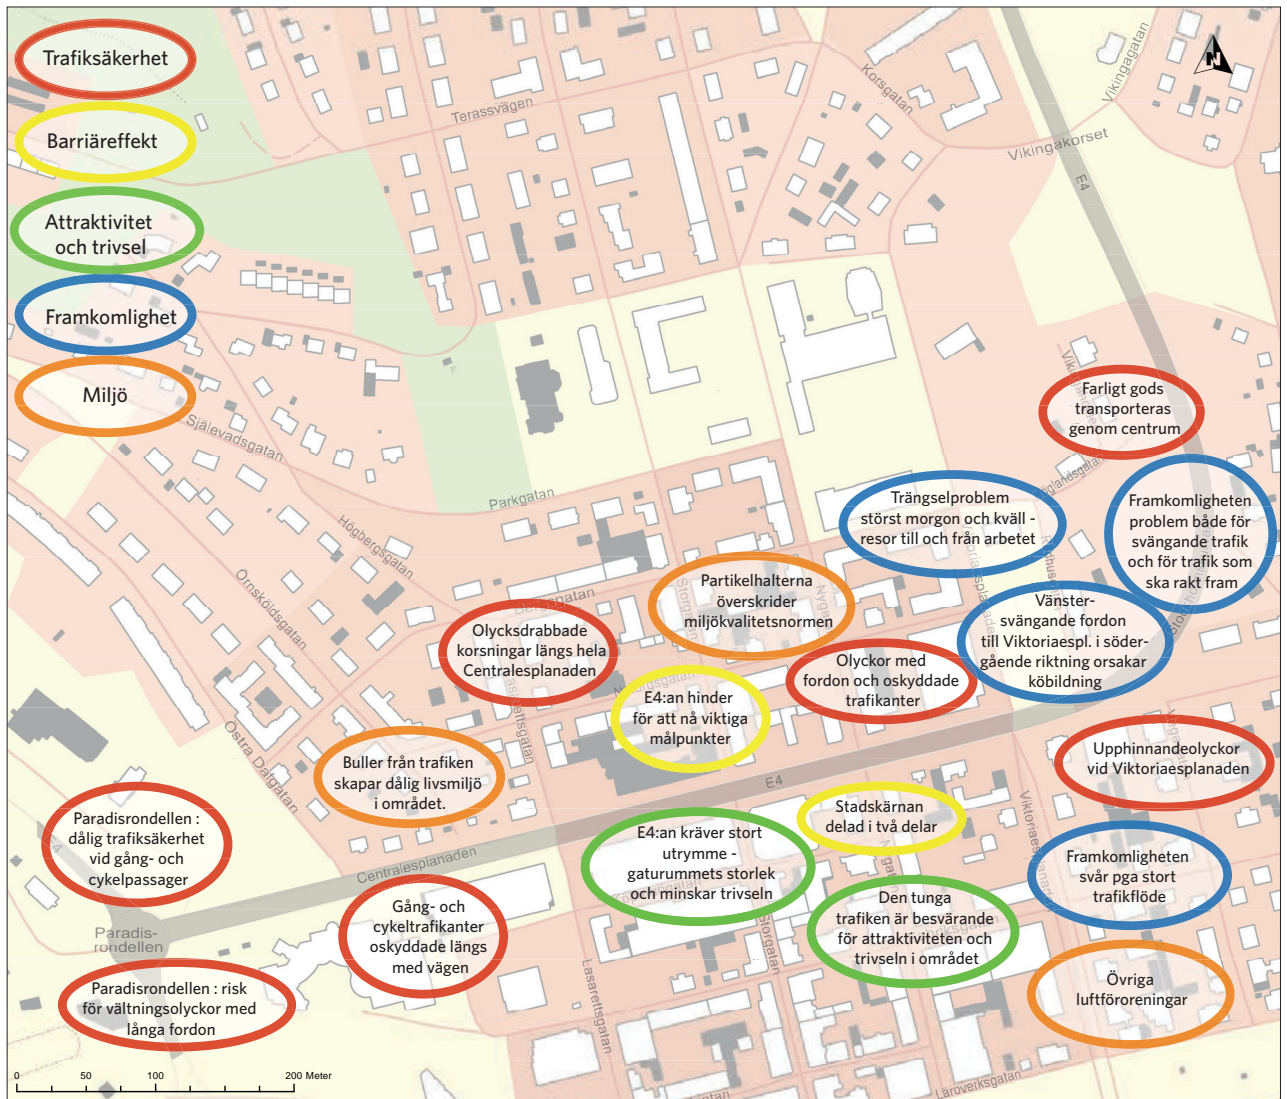 Trafiksäkerhet
Barriäreffekt
Attraktivitet
och trivsel
Framkomlighet
Miljö
N
Terassvägen
Korsgatan
Vikingagatan
Vikingakorset
E4
Själevadsgatan
Parkgatan
Högbergsgatan
Örnsköldsgatan
Östra Dalgatan
Farligt gods
transporteras
genom centrum
Trängselproblem
störst morgon och kväll -
resor till och från arbetet
Framkomligheten
problem både för
svängande trafik
och för trafik som
ska rakt fram
Partikelhalterna
överskrider
miljökvalitetsnormen
Storgatan
Nygatan
Vänster-
svängande fordon
till Viktoriaespl. i söder-
gående riktning orsakar
köbildning
Olycksdrabbade
korsningar längs hela
Centralesplanaden
Lasarettsgatan
Olyckor med
fordon och oskyddade
trafikanter
E4:an hinder
för att nå viktiga
målpunkter
Buller från trafiken
skapar dålig livsmiljö
i området.
E4
Upphinnandeolyckor
vid Viktoriaesplanaden
Viktoriaesplanaden
Paradisrondellen :
dålig trafiksäkerhet
vid gång- och
cykelpassager
E4
Centralesplanaden
E4:an kräver stort
utrymme -
gaturummets storlek
och minskar trivseln
Stadskärnan
delad i två delar
Framkomligheten
svår pga stort
trafikflöde
Gång- och
cykeltrafikanter
oskyddade längs
med vägen
Den tunga
trafiken är besvärande
för attraktiviteten och
trivseln i området
Storgatan
Paradis-
rondellen
Paradisrondellen : risk
för vältningsolyckor med
långa fordon
Lasarettsgatan
Övriga
luftföroreningar
Läroverksgatan
0 50 100 200 Meter